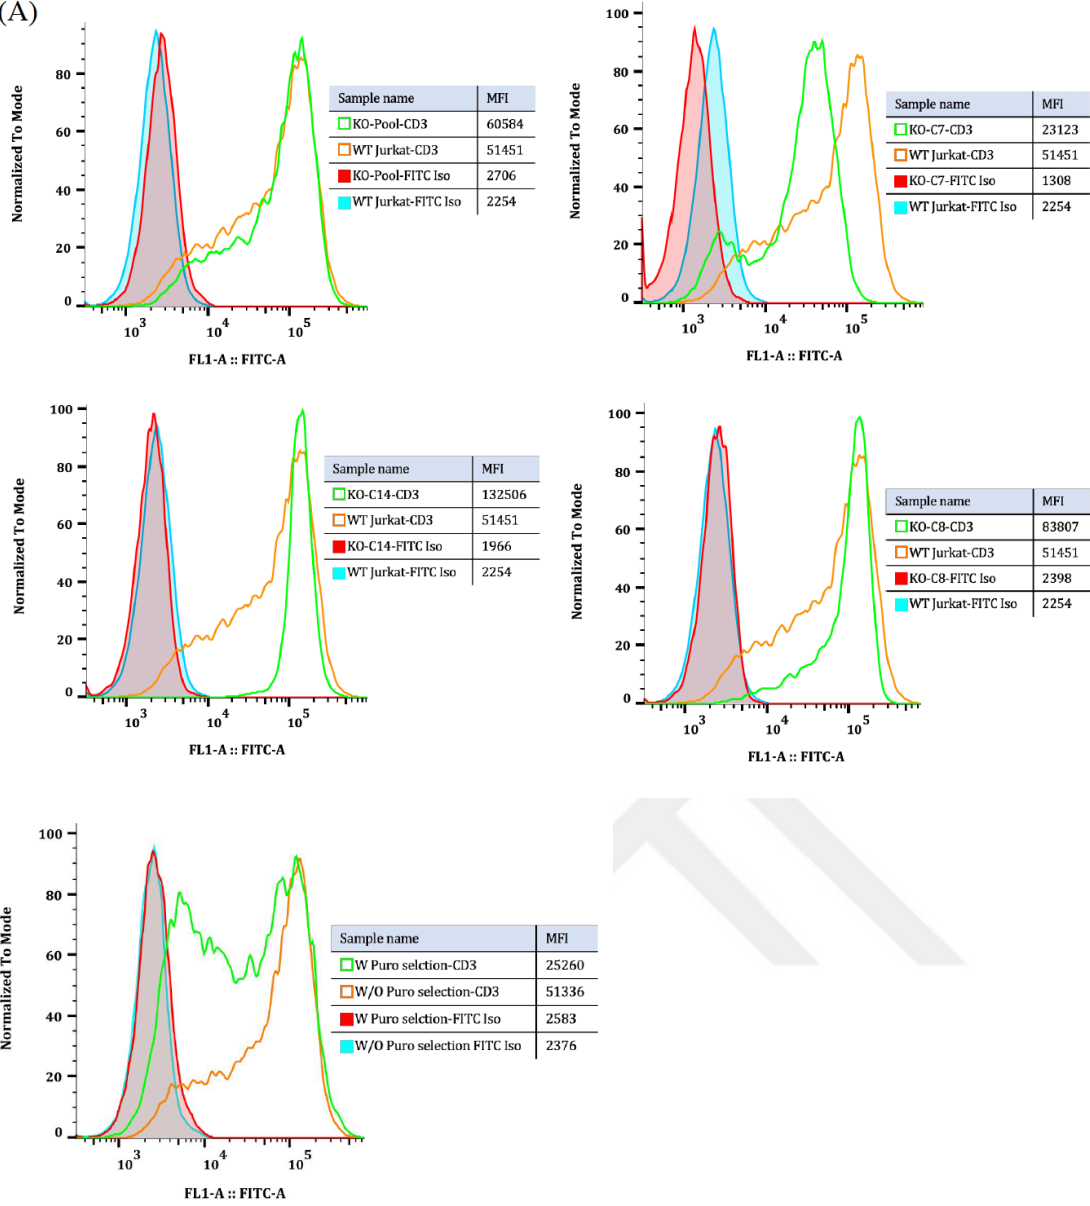 (A)
Normalized To Mode
80
60
40
20
0
10^3 10^4 10^5
FL1-A :: FITC-A
Sample name MFI
KO-Pool-CD3 60584
WT Jurkat-CD3 51451
KO-Pool-FITC Iso 2706
WT Jurkat-FITC Iso 2254
Normalized To Mode
100
80
60
40
20
0
10^3 10^4 10^5
FL1-A :: FITC-A
Sample name MFI
KO-C7-CD3 23123
WT Jurkat-CD3 51451
KO-C7-FITC Iso 1308
WT Jurkat-FITC Iso 2254
Normalized To Mode
100
80
60
40
20
0
10^3 10^4 10^5
FL1-A :: FITC-A
Sample name MFI
KO-C14-CD3 132506
WT Jurkat-CD3 51451
KO-C14-FITC Iso 1966
WT Jurkat-FITC Iso 2254
Normalized To Mode
100
80
60
40
20
0
10^3 10^4 10^5
FL1-A :: FITC-A
Sample name MFI
KO-C8-CD3 83807
WT Jurkat-CD3 51451
KO-C8-FITC Iso 2398
WT Jurkat-FITC Iso 2254
Normalized To Mode
100
80
60
40
20
0
10^3 10^4 10^5
FL1-A :: FITC-A
Sample name MFI
W Puro selction-CD3 25260
W/O Puro selection-CD3 51336
W Puro selction-FITC Iso 2583
W/O Puro selection FITC Iso 2376